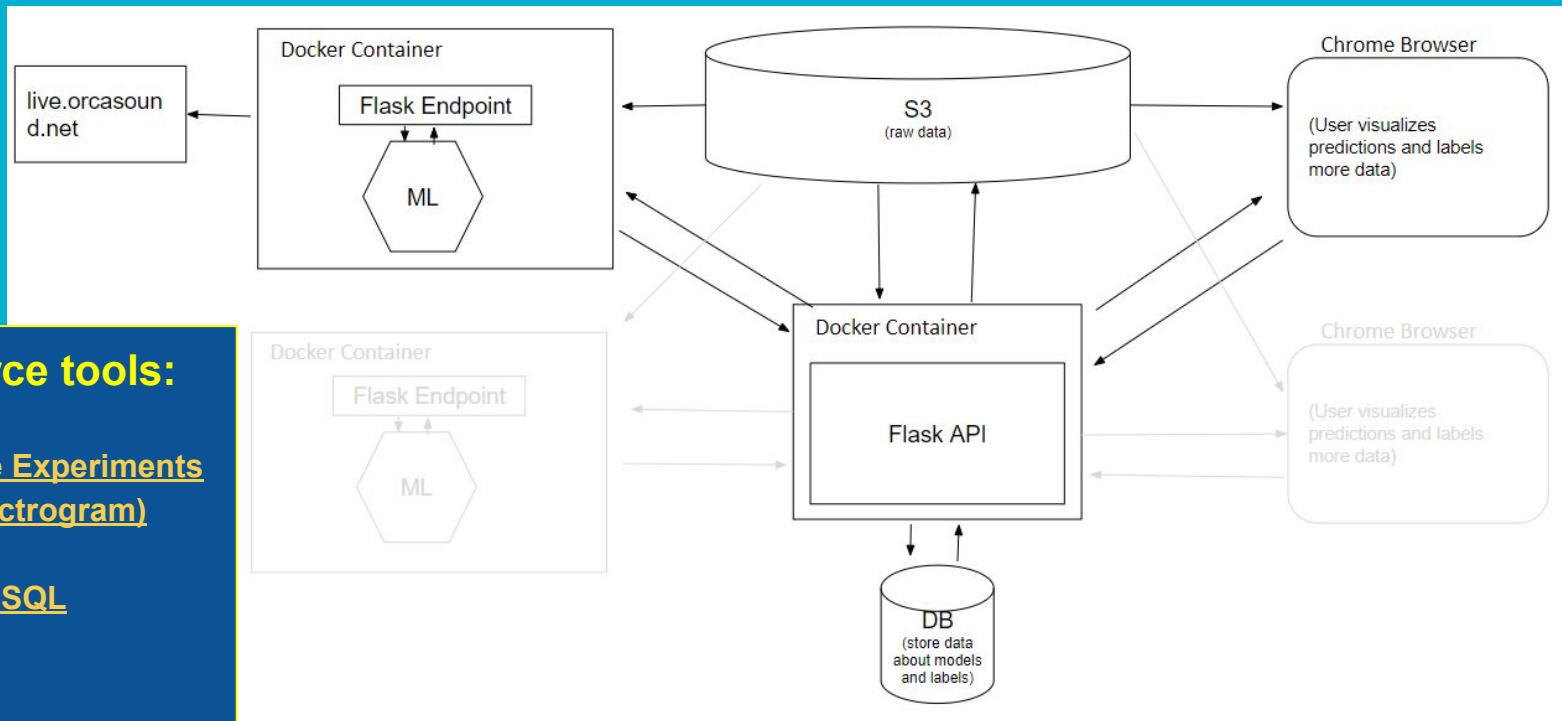 Docker Container
live.orcasoun
d.net
Flask Endpoint
ML
S3
(raw data)
Chrome Browser
(User visualizes
predictions and labels
more data)
Docker Container
Flask Endpoint
ML
Docker Container
Flask API
Chrome Browser
(User visualizes
predictions and labels
more data)
DB
(store data
about models
and labels)
tools:
Experiments
SQL